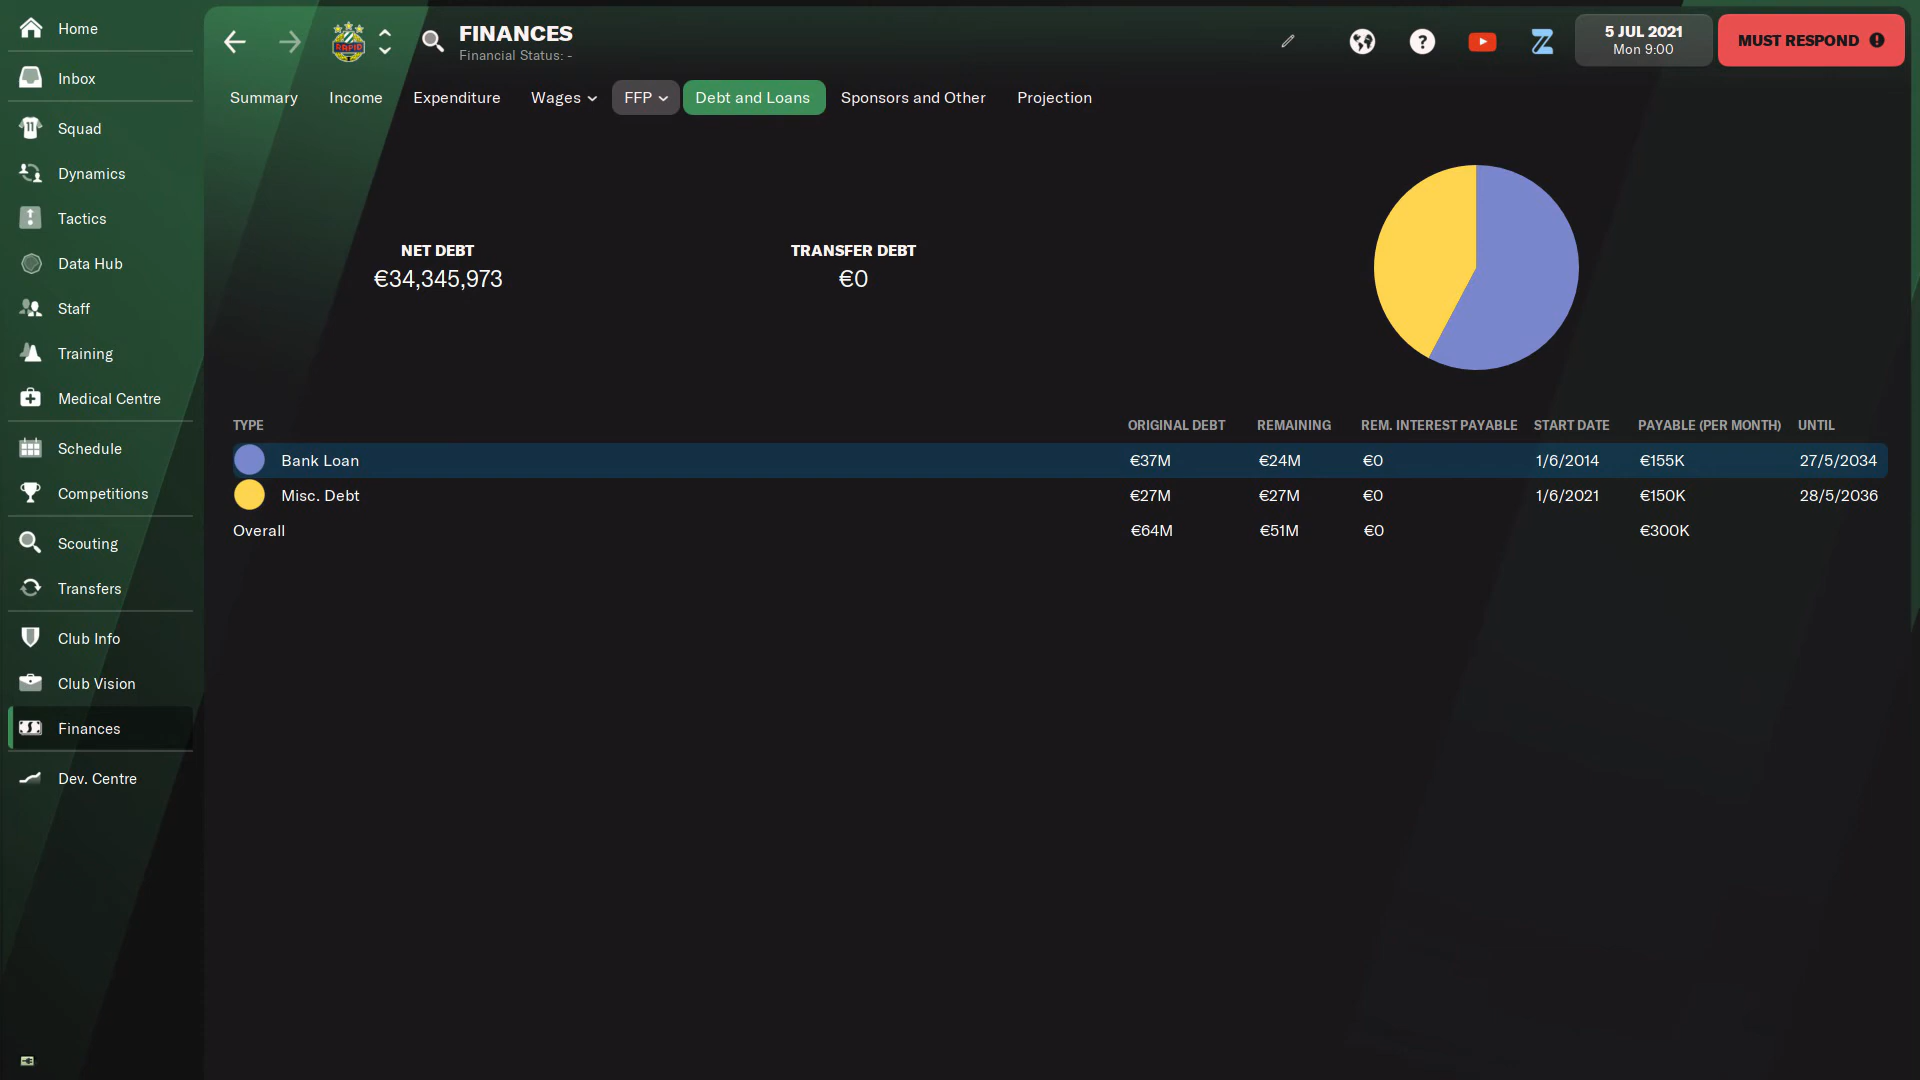 Home
Inbox
Squad
Dynamics
Tactics
Data Hub
Staff
Training
Medical Centre
Schedule
Competitions
Scouting
Transfers
Club Info
Club Vision
Finances
Dev. Centre
RAPID
FINANCES
Financial Status: -
5 JUL 2021
Mon 9:00
MUST RESPOND
Summary Income Expenditure Wages FFP Debt and Loans Sponsors and Other Projection
NET DEBT
€34,345,973
TRANSFER DEBT
€0
TYPE ORIGINAL DEBT REMAINING REM. INTEREST PAYABLE START DATE PAYABLE (PER MONTH) UNTIL
Bank Loan €37M €24M €0 1/6/2014 €155K 27/5/2034
Misc. Debt €27M €27M €0 1/6/2021 €150K 28/5/2036
Overall €64M €51M €0 €300K